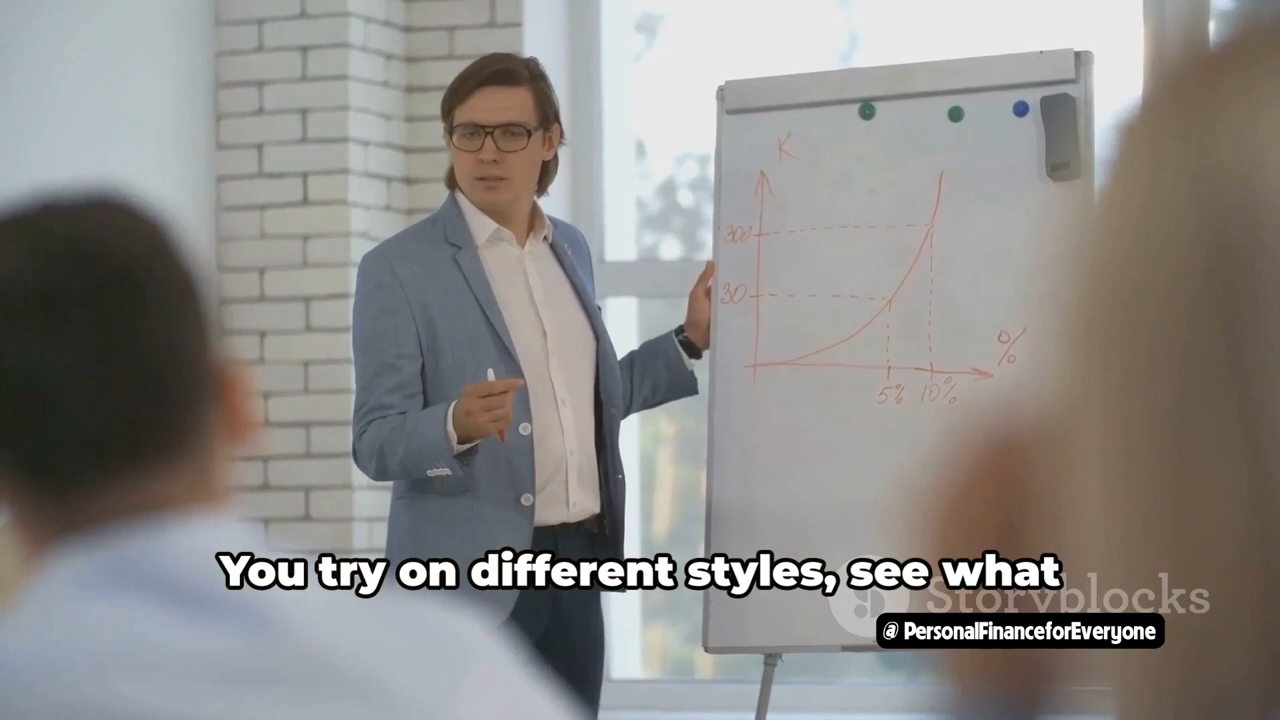 K
300
30
%
5% 10%
You try on different styles, see what
Storyblocks
@ PersonalFinanceforEveryone